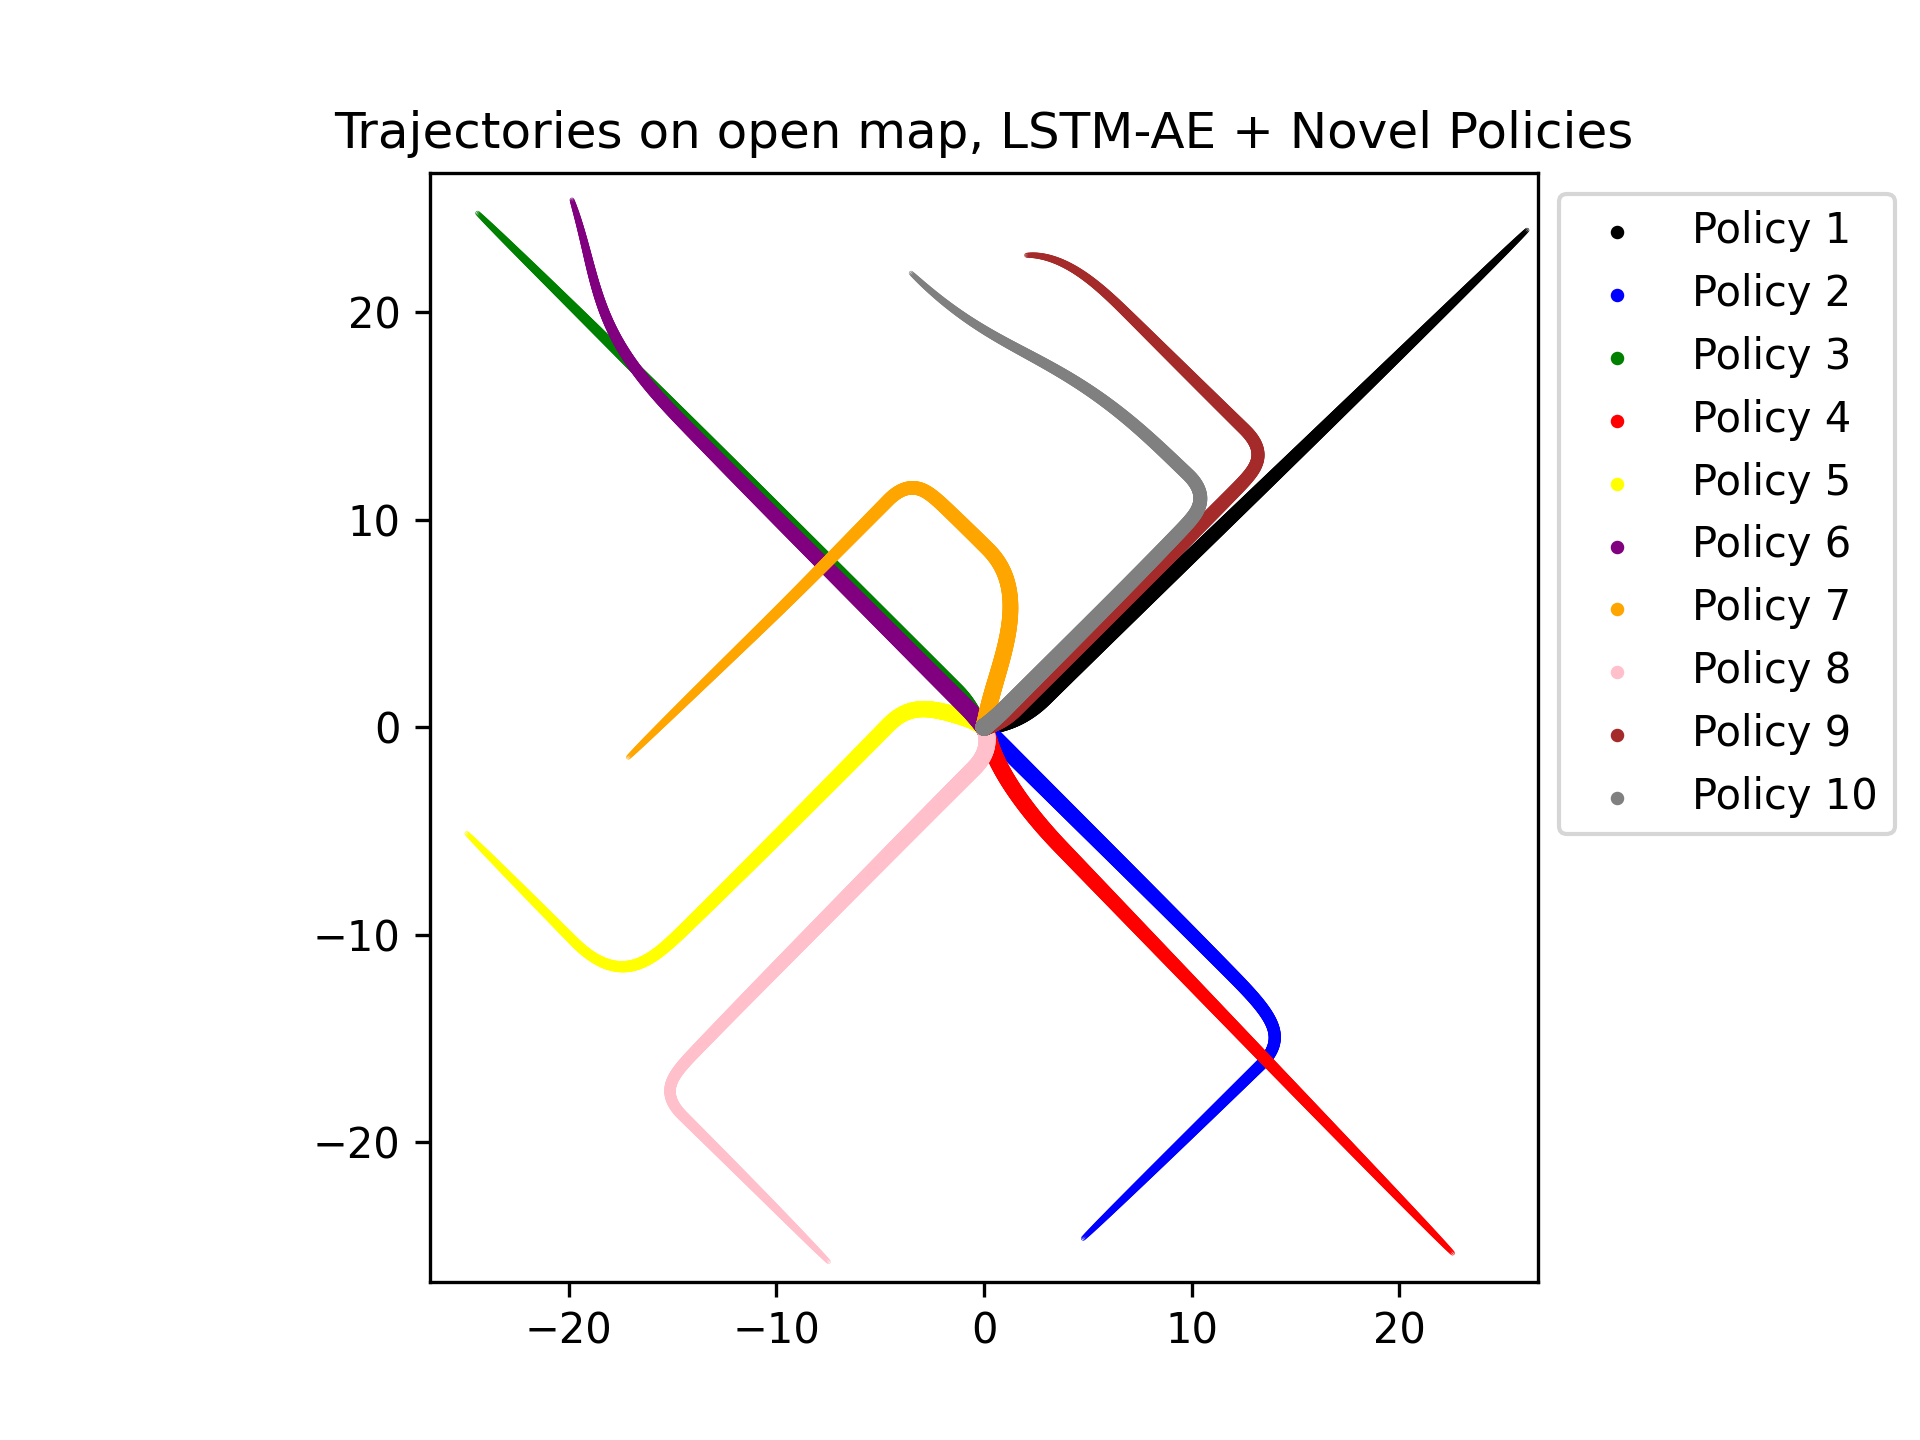 Trajectories on open map, LSTM-AE + Novel Policies
20
10
0
−10
−20
−20 −10 0 10 20
Policy 1
Policy 2
Policy 3
Policy 4
Policy 5
Policy 6
Policy 7
Policy 8
Policy 9
Policy 10